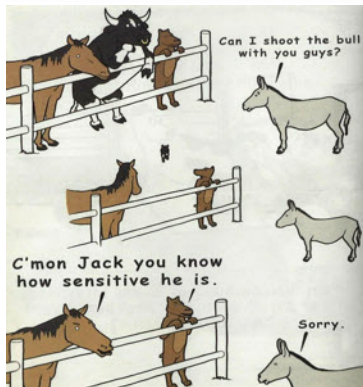 Can I shoot the bull
with you guys?
C'mon Jack you know
how sensitive he is.
Sorry.